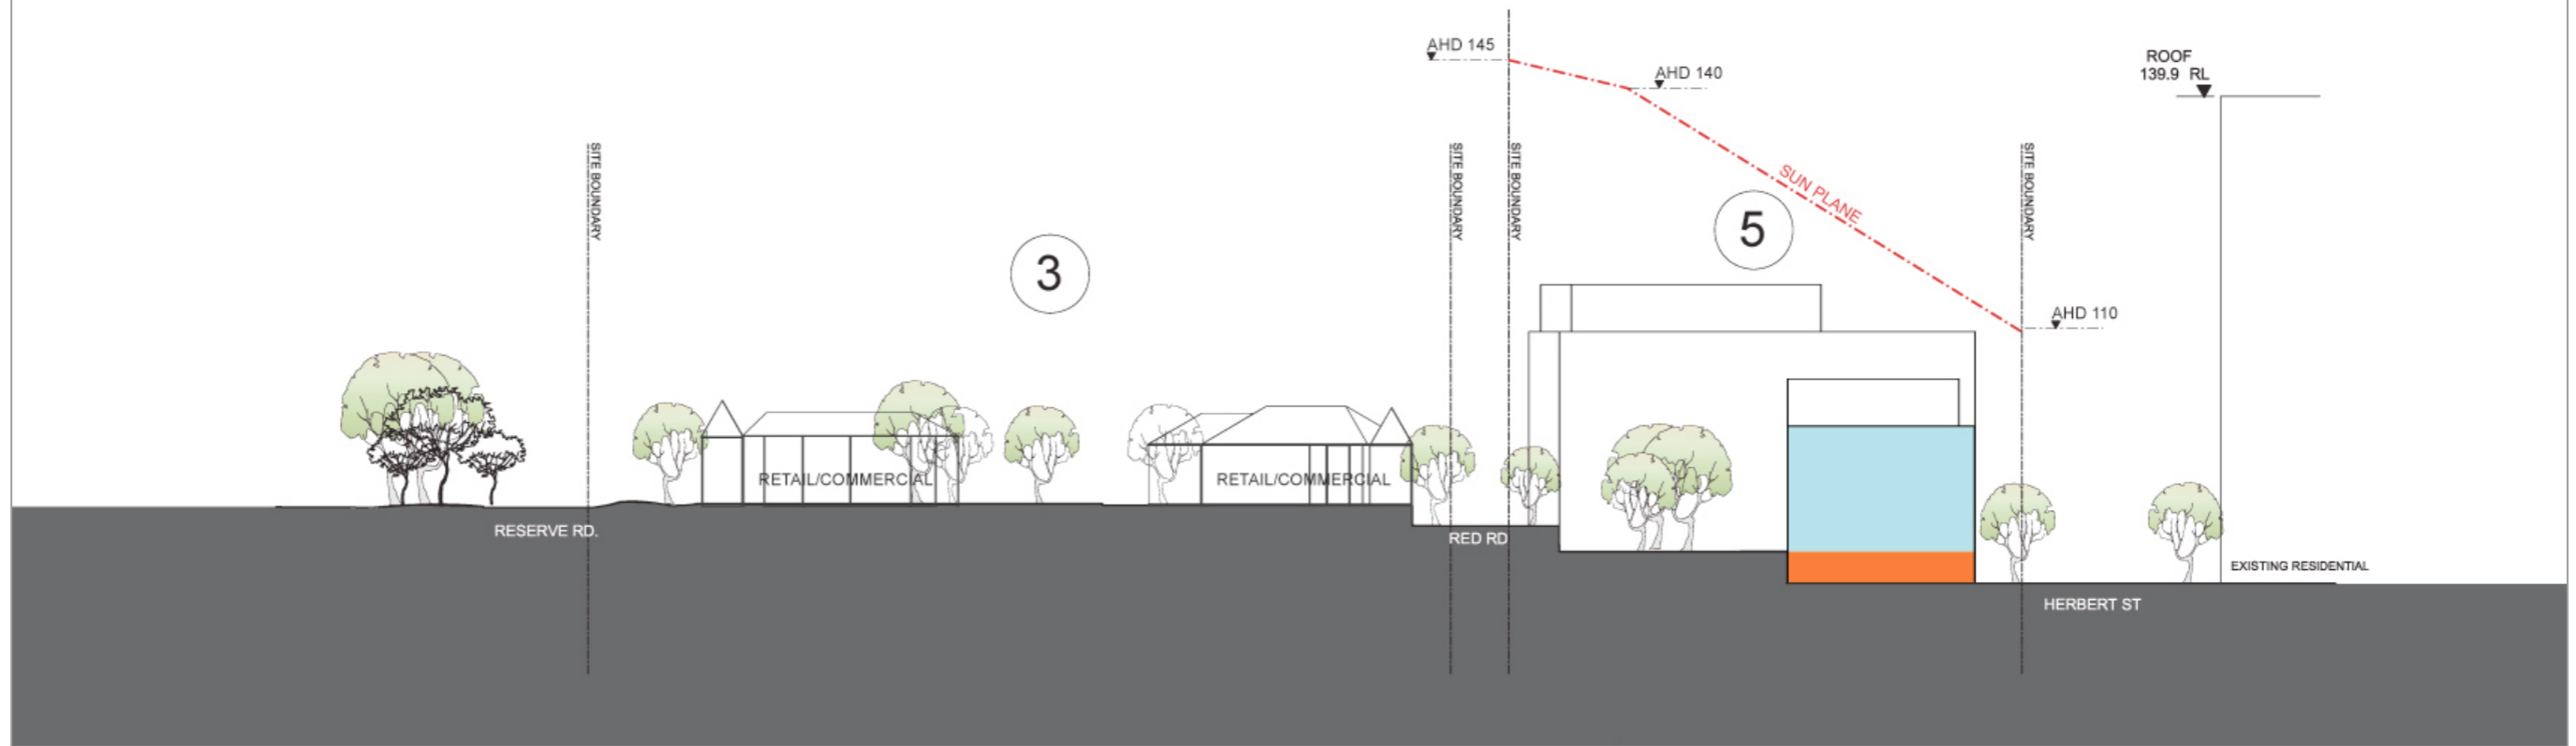 AHD 145
AHD 140
ROOF
139.9 RL
SITE BOUNDARY
SITE BOUNDARY
SITE BOUNDARY
SITE BOUNDARY
SUN PLANE
5
3
AHD 110
RETAIL/COMMERCIAL
RETAIL/COMMERCIAL
RESERVE RD.
RED RD
EXISTING RESIDENTIAL
HERBERT ST